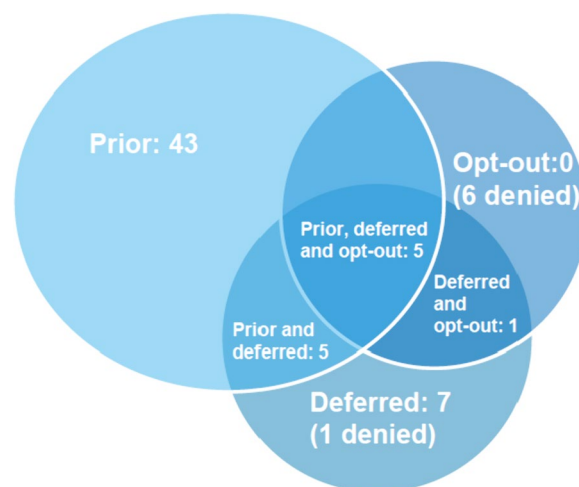 Prior: 43
Opt-out:0
(6 denied)
Prior, deferred
and opt-out: 5
Deferred
and
opt-out: 1
Prior and
deferred: 5
Deferred: 7
(1 denied)